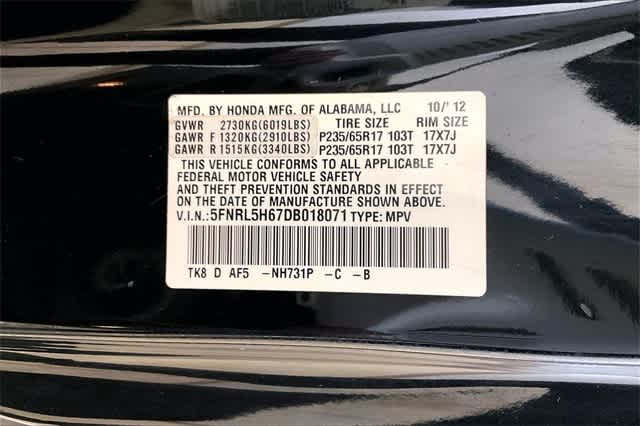 MFD. BY HONDA MFG. OF ALABAMA, LLC 10/'12
GVWR 2730KG(6019LBS) TIRE SIZE RIM SIZE
GAWR F 1320KG(2910LBS) P235/65R17 103T 17X7J
GAWR R 1515KG(3340LBS) P235/65R17 103T 17X7J
THIS VEHICLE CONFORMS TO ALL APPLICABLE
FEDERAL MOTOR VEHICLE SAFETY
AND THEFT PREVENTION STANDARDS IN EFFECT
ON THE DATE OF MANUFACTURE SHOWN ABOVE.
V.I.N.:5FNRL5H67DB018071 TYPE: MPV
TK8 D AF5 -NH731P -C -B